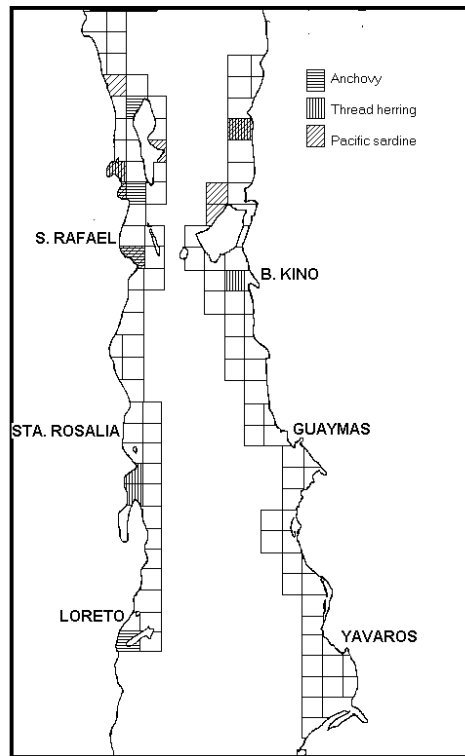 Anchovy
Thread herring
Pacific sardine
S. RAFAEL
B. KINO
STA. ROSALIA
GUAYMAS
LORETO
YAVAROS